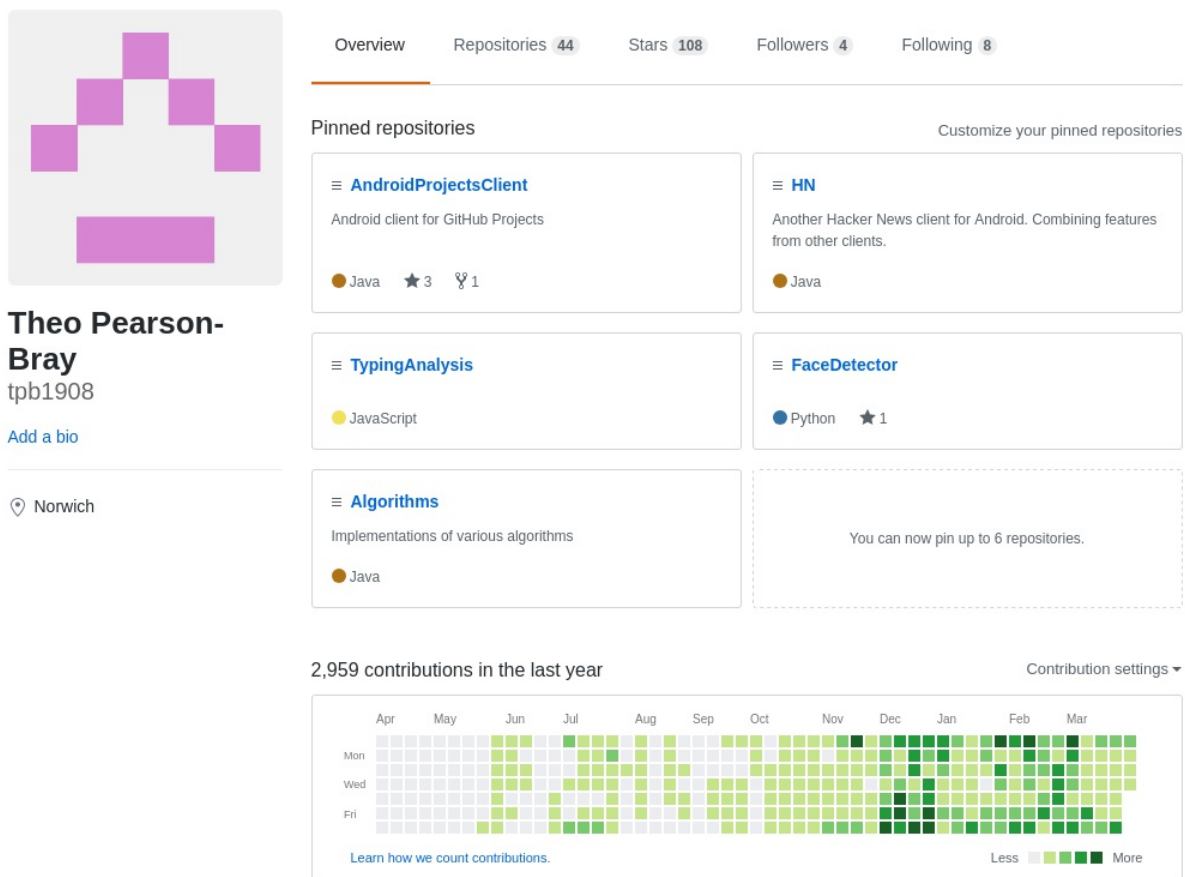 Overview Repositories 44 Stars 108 Followers 4 Following 8
Theo Pearson-
Bray
tpb1908
Add a bio
Norwich
Pinned repositories
Customize your pinned repositories
AndroidProjectsClient
Android client for GitHub Projects
Java 3 1
HN
Another Hacker News client for Android. Combining features
from other clients.
Java
TypingAnalysis
JavaScript
FaceDetector
Python 1
Algorithms
Implementations of various algorithms
Java
You can now pin up to 6 repositories.
2,959 contributions in the last year
Contribution settings
Apr May Jun Jul Aug Sep Oct Nov Dec Jan Feb Mar
Mon
Wed
Fri
Learn how we count contributions.
Less More